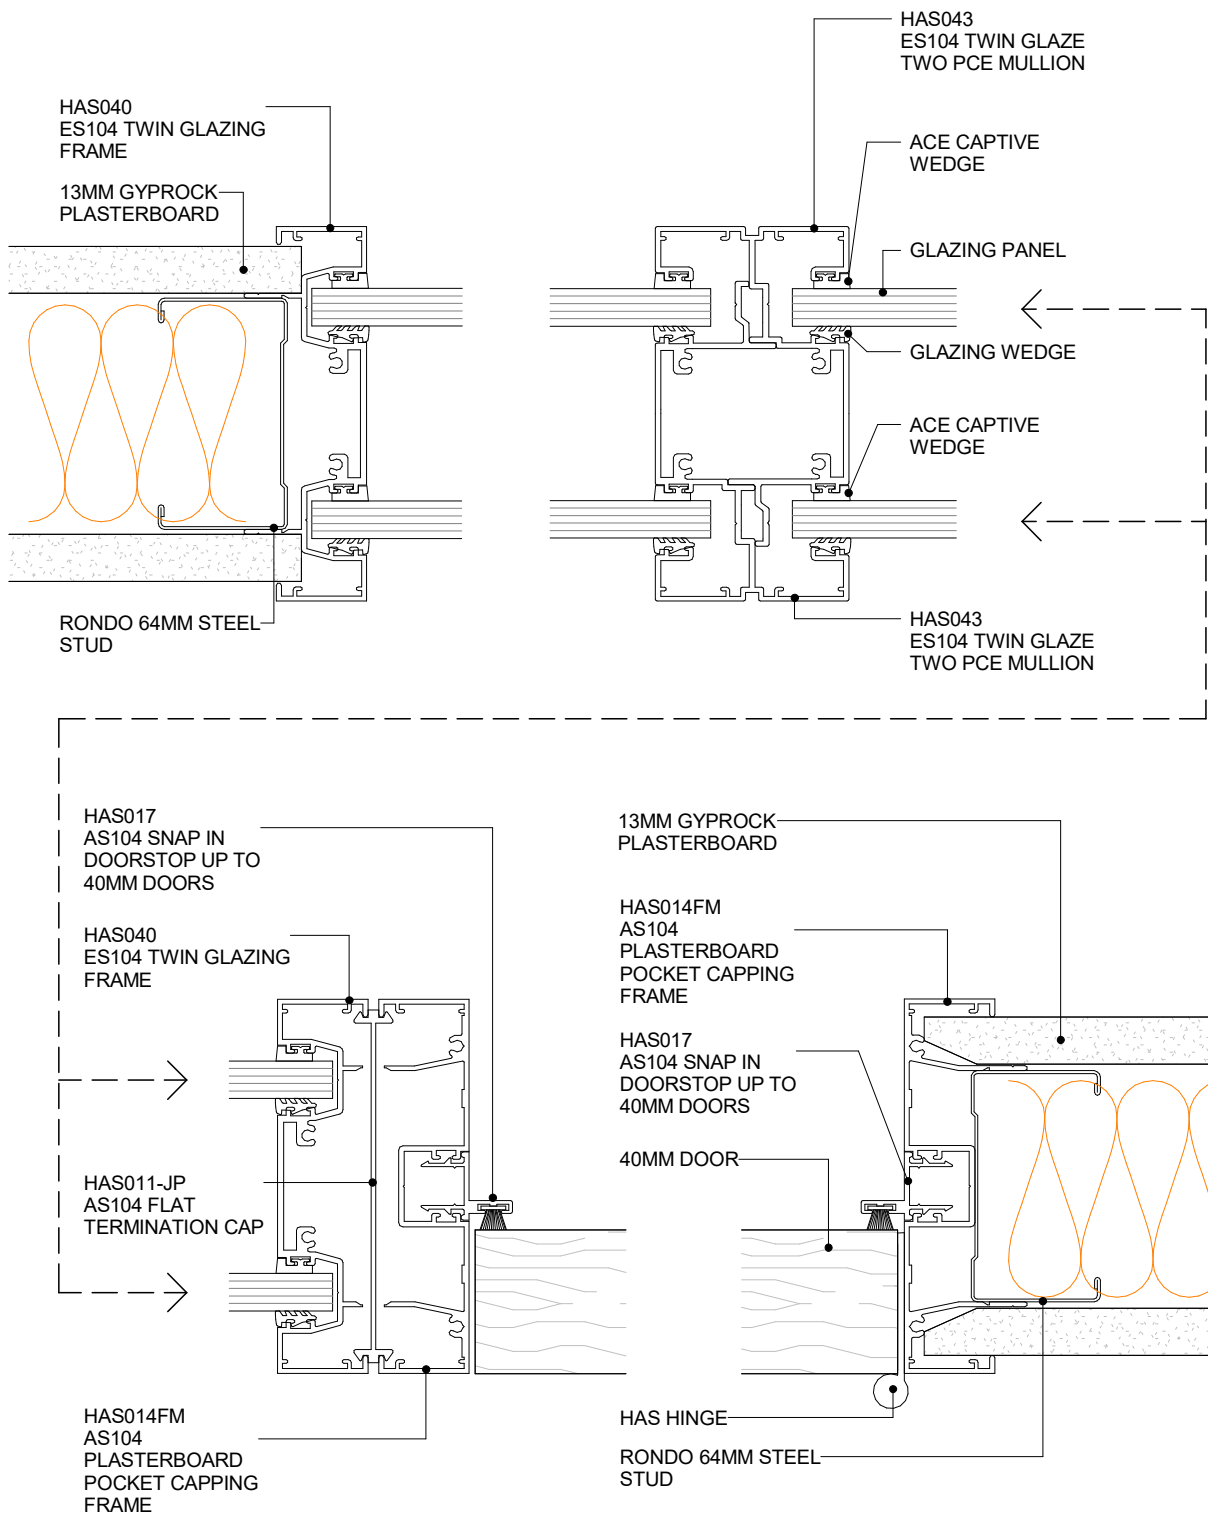 HAS043
ES104 TWIN GLAZE
TWO PCE MULLION
HAS040
ES104 TWIN GLAZING
FRAME
ACE CAPTIVE
WEDGE
13MM GYPROCK
PLASTERBOARD
GLAZING PANEL
GLAZING WEDGE
ACE CAPTIVE
WEDGE
RONDO 64MM STEEL
STUD
HAS043
ES104 TWIN GLAZE
TWO PCE MULLION
HAS017
AS104 SNAP IN
DOORSTOP UP TO
40MM DOORS
13MM GYPROCK
PLASTERBOARD
HAS040
ES104 TWIN GLAZING
FRAME
HAS014FM
AS104
PLASTERBOARD
POCKET CAPPING
FRAME
HAS017
AS104 SNAP IN
DOORSTOP UP TO
40MM DOORS
40MM DOOR
HAS011-JP
AS104 FLAT
TERMINATION CAP
HAS014FM
AS104
PLASTERBOARD
POCKET CAPPING
FRAME
HAS HINGE
RONDO 64MM STEEL
STUD